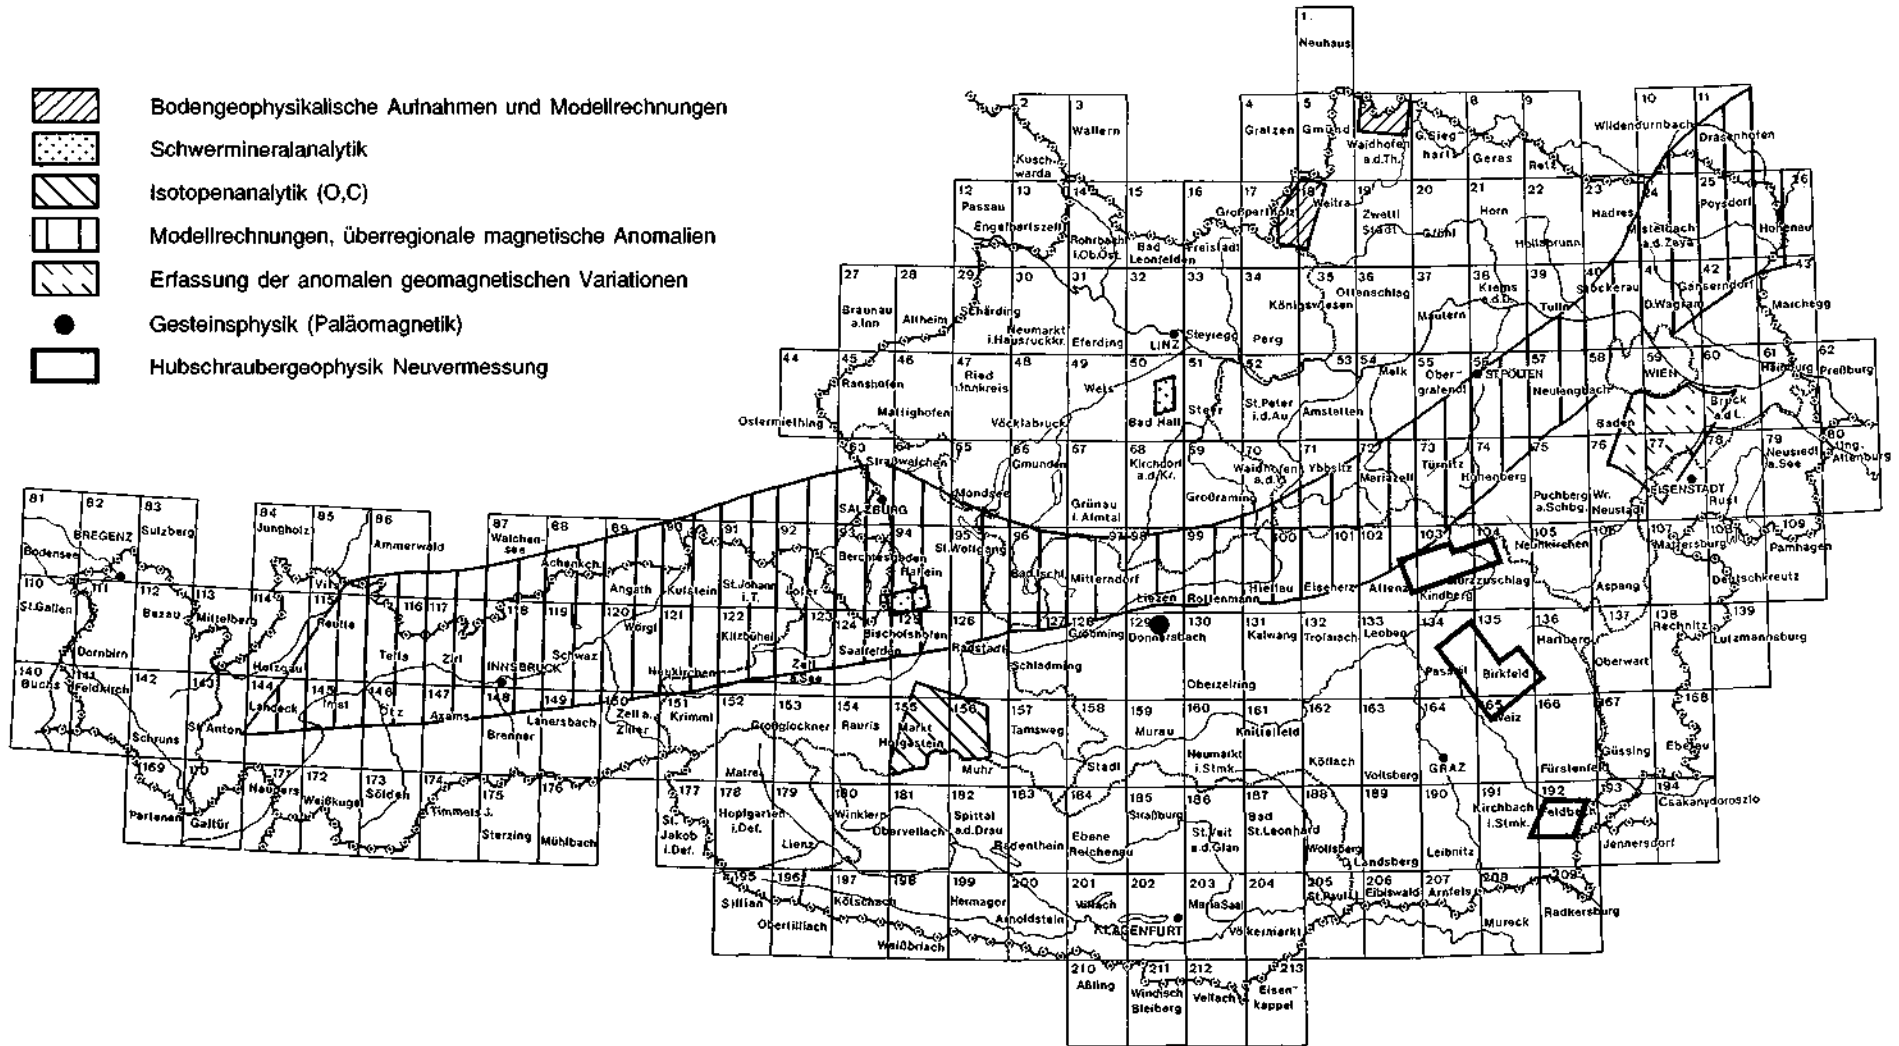 Bodengeophysikalische Aufnahmen und Modellrechnungen
Schwermineralanalytik
Isotopenanalytik (O,C)
Modellrechnungen, überregionale magnetische Anomalien
Erfassung der anomalen geomagnetischen Variationen
Gesteinsphysik (Paläomagnetik)
Hubschraubergeophysik Neuvermessung
1
Neuhaus
2
3
4
5
8
9
10
11
Wallern
Gratzen
Gmünd
Waidhofen
a.d.Th.
G.Sieg-
harts
Geras
Retz
Wildendürnbach
Drasenhofen
Kusch-
warda
12
13
14
15
16
17
18
19
20
21
22
23
24
25
26
Passau
Engelhartszell
Rohrbach
i.Ob.Öst.
Bad
Leonfelden
Freistadt
Großpertholz
Weitra
Zwettl
Stadt
Gföhl
Horn
Hollabrunn
Hadres
Mistelbach
a.d.Zaya
Poysdorf
Hohenau
27
28
29
30
31
32
33
34
35
36
37
38
39
40
41
42
43
Braunau
a.Inn
Altheim
Schärding
Neumarkt
i.Hausruckkr.
Eferding
LINZ
Steyregg
Perg
Königswiesen
Ottenschlag
Mautern
Krems
a.d.D.
Tulln
Stockerau
D.Wagram
Gänserndorf
Marchegg
44
45
46
47
48
49
50
51
52
53
54
55
56
57
58
59
60
61
62
Ostermiething
Ranshofen
Mattighofen
Ried
i.Innkreis
Vöcklabruck
Wels
Bad Hall
Steyr
St.Peter
i.d.Au
Amstetten
Melk
Ober-
grafendf.
ST.PÖLTEN
Neulengbach
Baden
WIEN
Bruck
a.d.L.
Hainburg
Preßburg
63
64
65
66
67
68
69
70
71
72
73
74
75
76
77
78
79
80
SALZBURG
Straßwalchen
Mondsee
Gmunden
Grünau
i.Almtal
Kirchdorf
a.d.Kr.
Großraming
Waidhofen
a.d.Y.
Ybbsitz
Mariazell
Türnitz
Hohenberg
Puchberg
a.Schbg.
Wr.
Neustadt
EISENSTADT
Rust
Neusiedl
a.See
Ung.
Altenburg
81
82
83
84
85
86
87
88
89
90
91
92
93
94
95
96
97
98
99
100
101
102
103
104
105
106
107
108
109
Bodensee
BREGENZ
Sulzberg
Jungholz
Vils
Ammerwald
Walchen-
see
Achenkch.
Angath
Kufstein
St.Johann
i.T.
Lofer
Berchtesgaden
Hallein
St.Wolfgang
Bad Ischl
Mitterndorf
Liezen
Rottenmann
Hieflau
Eisenerz
Aflenz
Kindberg
Mürzzuschlag
Neunkirchen
Aspang
Mattersburg
Deutschkreutz
Pamhagen
110
111
112
113
114
115
116
117
118
119
120
121
122
123
124
125
126
127
128
129
130
131
132
133
134
135
136
137
138
139
St.Gallen
Dornbirn
Bezau
Mittelberg
Holzgau
Reutte
Telfs
Zirl
INNSBRUCK
Schwaz
Wörgl
Neukirchen
Kitzbühel
Zell
a.See
Saalfelden
Bischofshofen
Radstadt
Schladming
Gröbming
Donnersbach
Oberzeiring
Kalwang
Trofaiach
Leoben
Passail
Birkfeld
Hartberg
Oberwart
Rechnitz
Lutzmannsburg
140
141
142
143
144
145
146
147
148
149
150
151
152
153
154
155
156
157
158
159
160
161
162
163
164
165
166
167
168
Buchs
Feldkirch
Schruns
St.Anton
Landeck
Imst
Ötz
Axams
Brenner
Lanersbach
Zell a.
Ziller
Krimml
Matrei
Großglockner
Rauris
Markt
Hofgastein
Muhr
Tamsweg
Stadl
Murau
Neumarkt
i.Stmk.
Knittelfeld
Köflach
Voitsberg
GRAZ
Weiz
Fürstenfeld
Güssing
Eberau
169
170
171
172
173
174
175
176
177
178
179
180
181
182
183
184
185
186
187
188
189
190
191
192
193
194
Partenen
Galtür
Nauders
Weißkugel
Sölden
Timmels J.
Sterzing
Mühlbach
St.
Jakob
i.Def.
Hopfgarten
i.Def.
Lienz
Winklern
Obervellach
Spittal
a.d.Drau
Radenthein
Ebene
Reichenau
Straßburg
St.Veit
a.d.Glan
Bad
St.Leonhard
Wolfsberg
D.Landsberg
Leibnitz
Kirchbach
i.Stmk.
Feldbach
Jennersdorf
Csakanydoroszlo
195
196
197
198
199
200
201
202
203
204
205
206
207
208
209
Sillian
Obertilliach
Kötschach
Weißbriach
Hermagor
Arnoldstein
Villach
KLAGENFURT
MariaSaal
Völkermarkt
St.Paul i.L.
Eibiswald
Arnfels
Mureck
Radkersburg
210
211
212
213
Aßling
Windisch
Bleiberg
Vellach
Eisen-
kappel